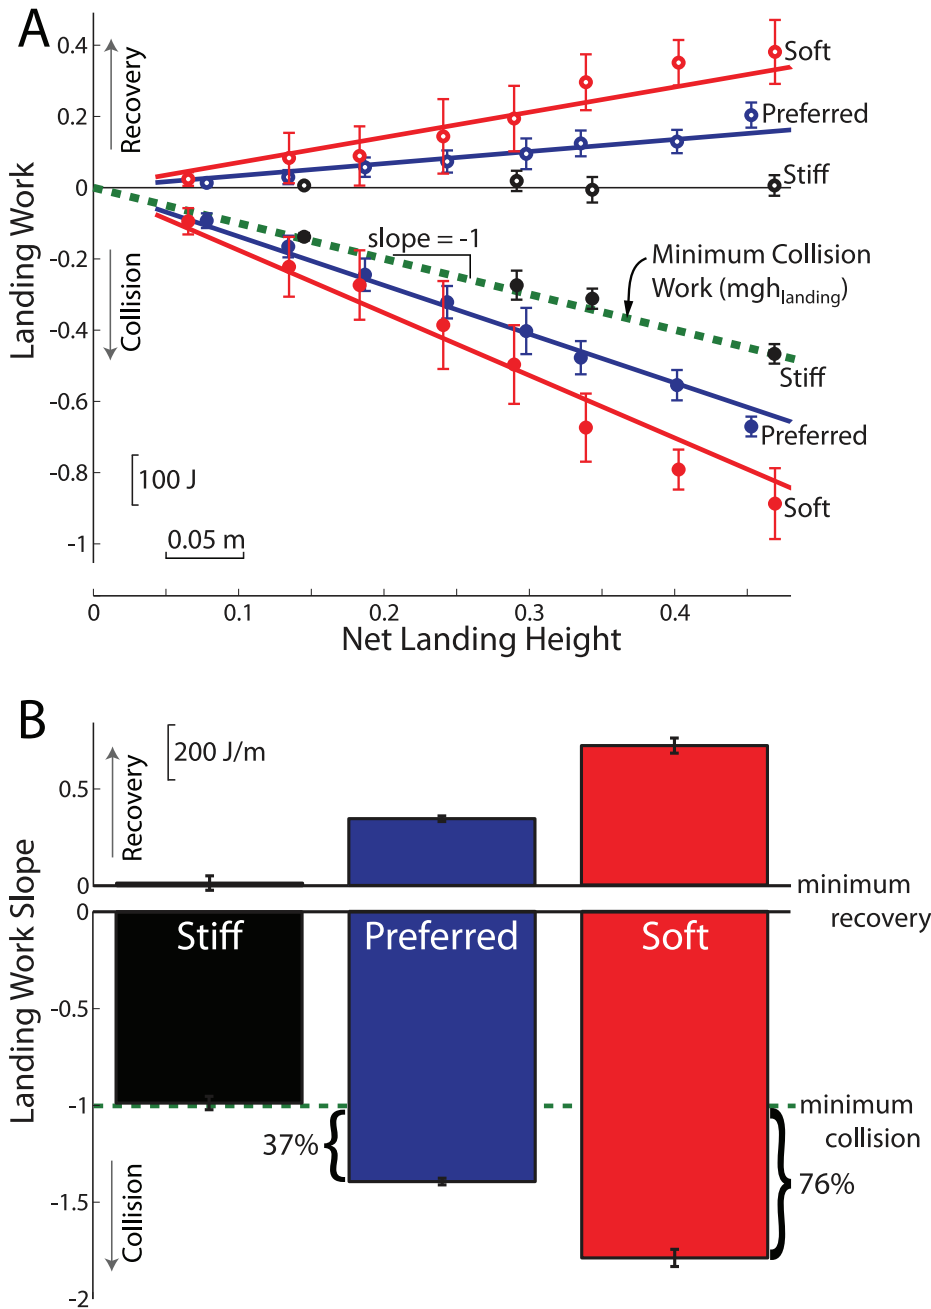 A
0.4
0.2
0
-0.2
-0.4
-0.6
-0.8
-1
Landing Work
Recovery
Collision
Soft
Preferred
Stiff
slope = -1
Minimum Collision
Work (mgh_landing)
Stiff
Preferred
Soft
100 J
0.05 m
0
0.1
0.2
0.3
0.4
Net Landing Height
B
200 J/m
Recovery
0.5
0
minimum
recovery
0
-0.5
-1
-1.5
-2
Landing Work Slope
Stiff
Preferred
Soft
minimum
collision
37%
76%
Collision